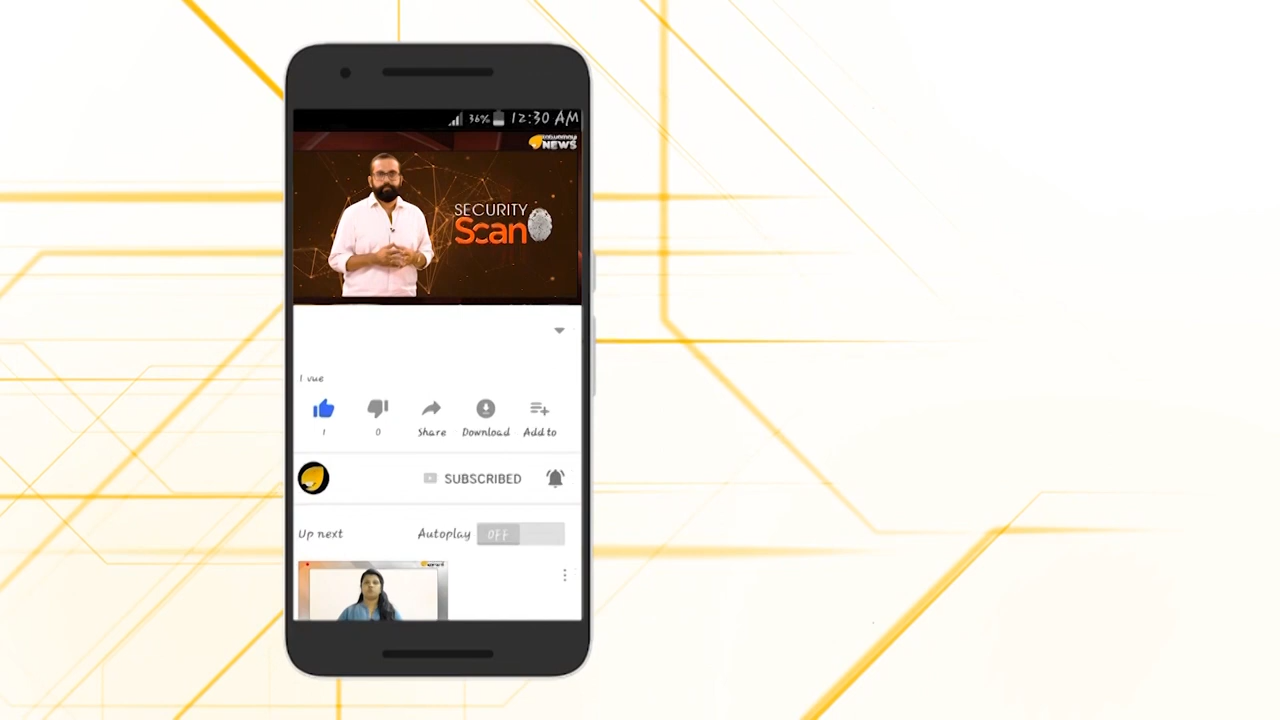 36% 12:30 AM
NEWS
SECURITY
Scan
1 vue
1 0 Share Download Add to
SUBSCRIBED
Up next Autoplay OFF